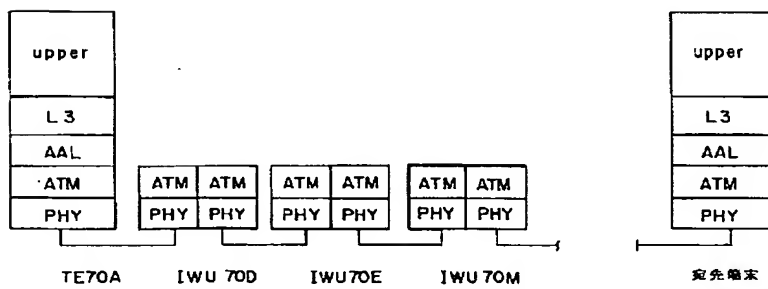 upper upper
L3 L3
AAL AAL
ATM ATM ATM ATM ATM ATM ATM ATM
PHY PHY PHY PHY PHY PHY PHY PHY
TE70A IWU 70D IWU70E IWU 70M 宛先端末